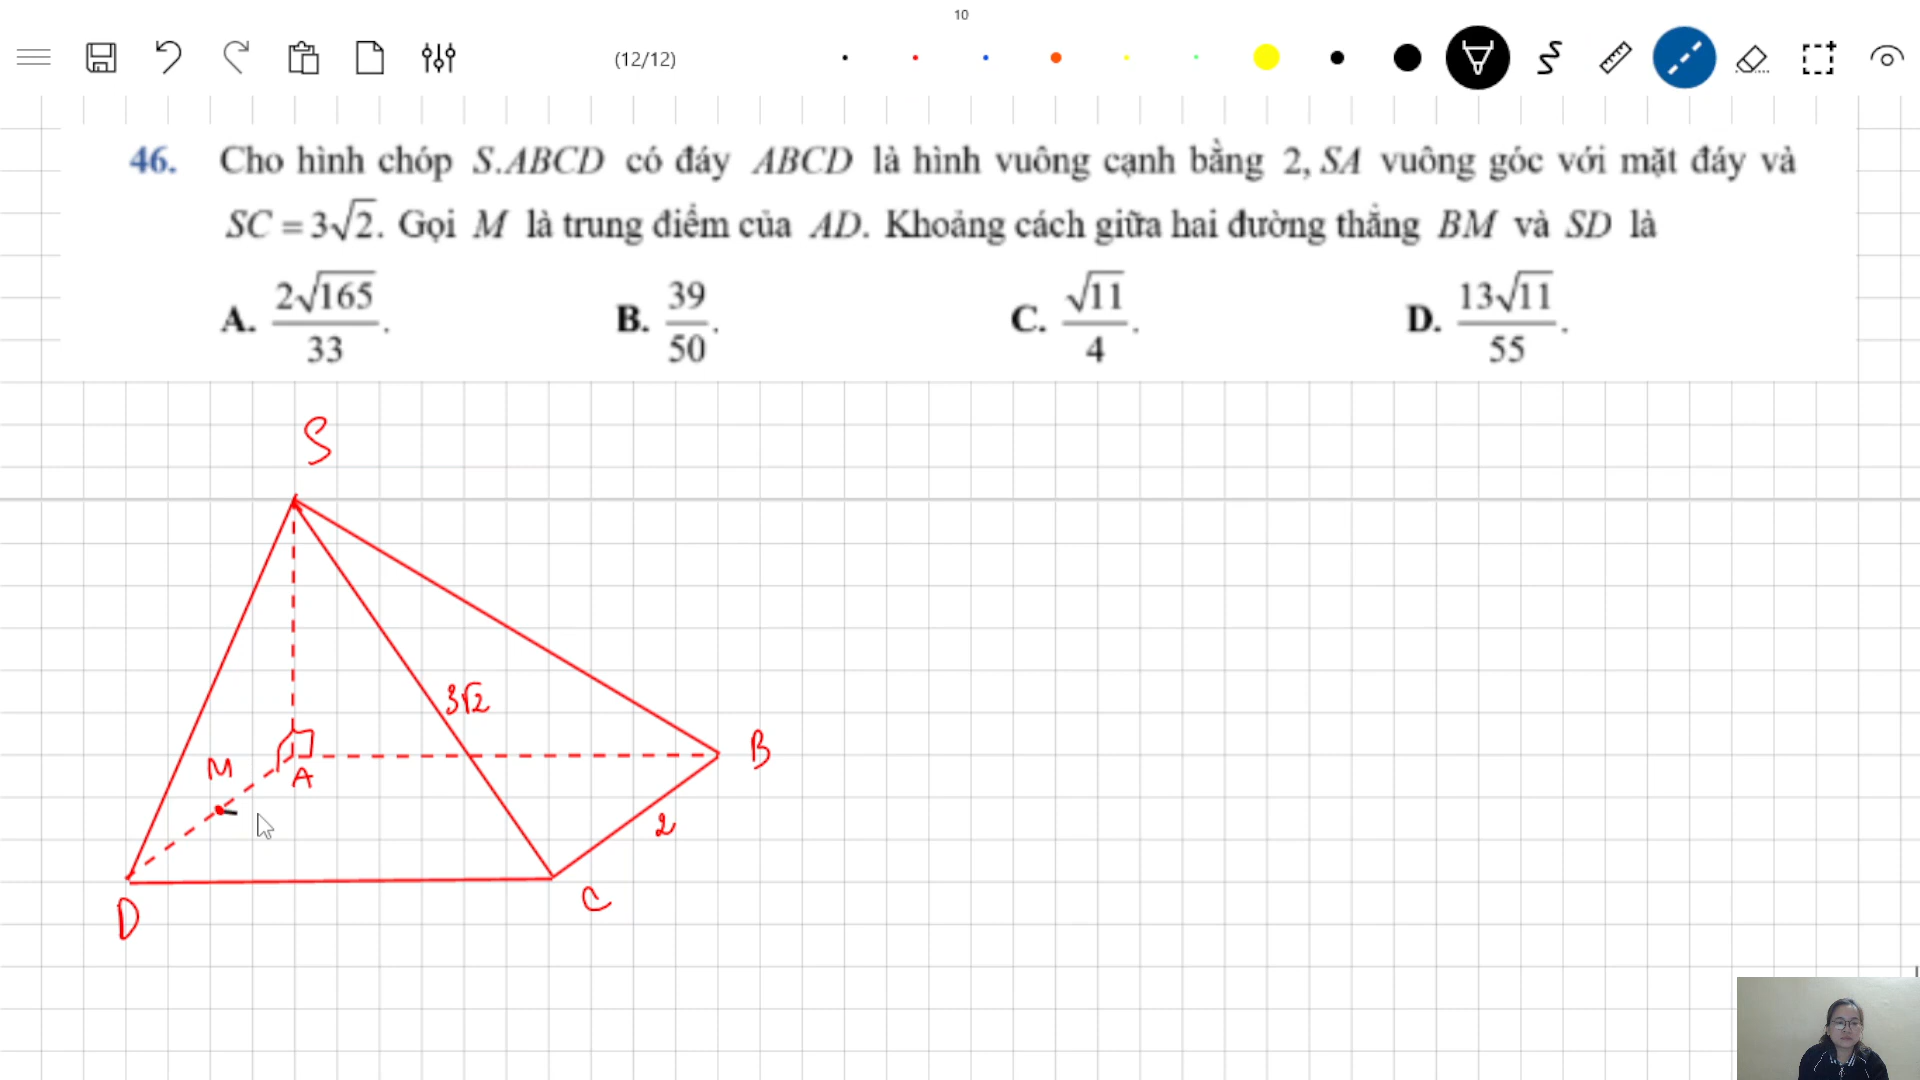 10
(12/12)
46. Cho hình chóp S.ABCD có đáy ABCD là hình vuông cạnh bằng 2, SA vuông góc với mặt đáy và
SC = 3√2. Gọi M là trung điểm của AD. Khoảng cách giữa hai đường thẳng BM và SD là
A. 2√165/33. B. 39/50. C. √11/4. D. 13√11/55.
S
3√2
M
A
B
2
C
D